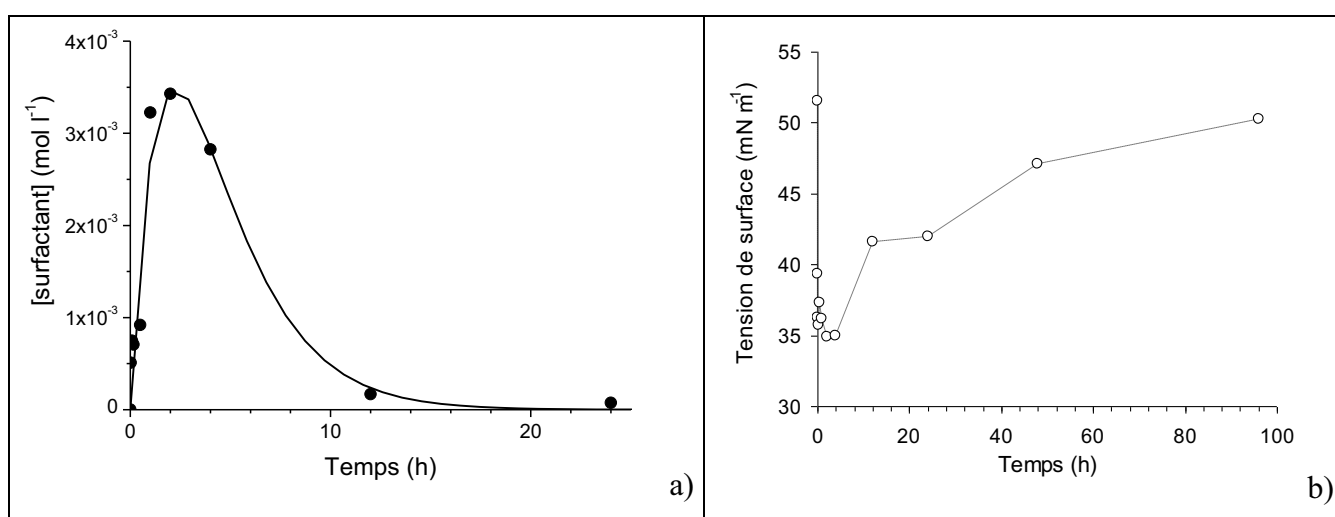 4x10⁻³
3x10⁻³
2x10⁻³
1x10⁻³
0
0
10
20
[surfactant] (mol l⁻¹)
Temps (h)
a)
55
50
45
40
35
30
0
20
40
60
80
100
Tension de surface (mN m⁻¹)
Temps (h)
b)